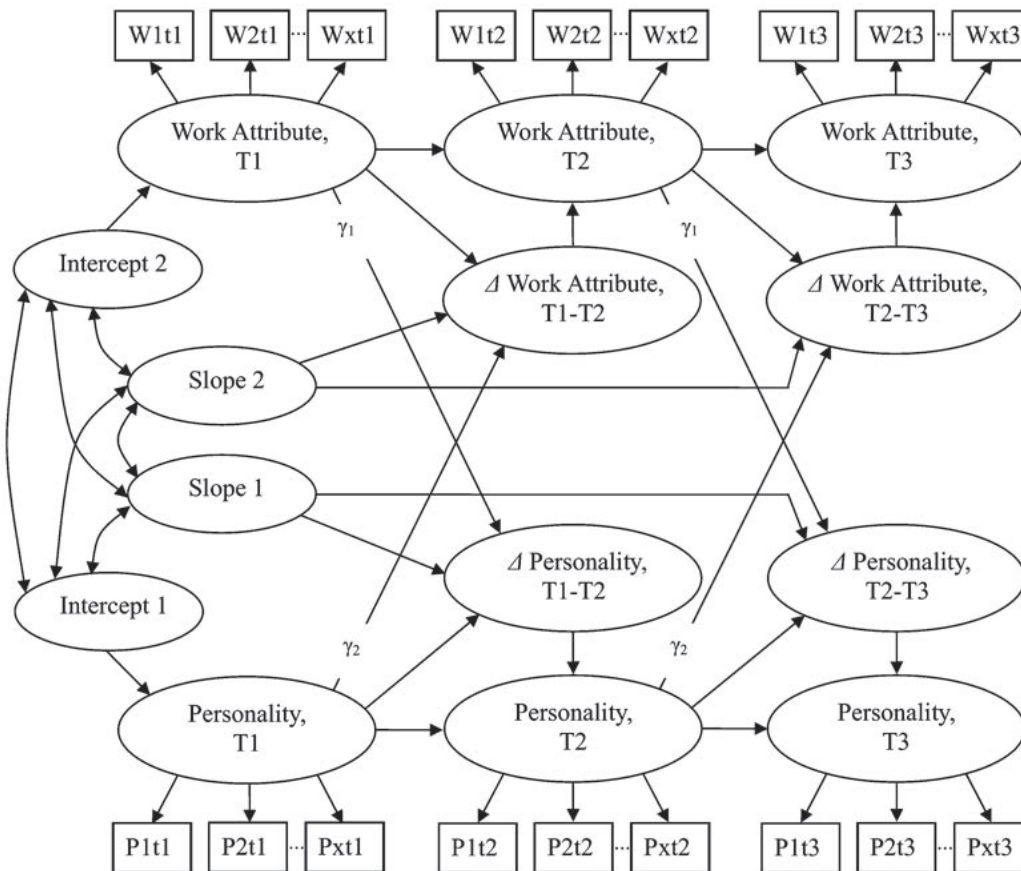 W1t1 W2t1 ... Wxt1 W1t2 W2t2 ... Wxt2 W1t3 W2t3 ... Wxt3
Work Attribute,
T1
Work Attribute,
T2
Work Attribute,
T3
γ1
γ1
Intercept 2
Δ Work Attribute,
T1-T2
Δ Work Attribute,
T2-T3
Slope 2
Slope 1
Δ Personality,
T1-T2
Δ Personality,
T2-T3
Intercept 1
γ2
γ2
Personality,
T1
Personality,
T2
Personality,
T3
P1t1 P2t1 ... Pxt1 P1t2 P2t2 ... Pxt2 P1t3 P2t3 ... Pxt3